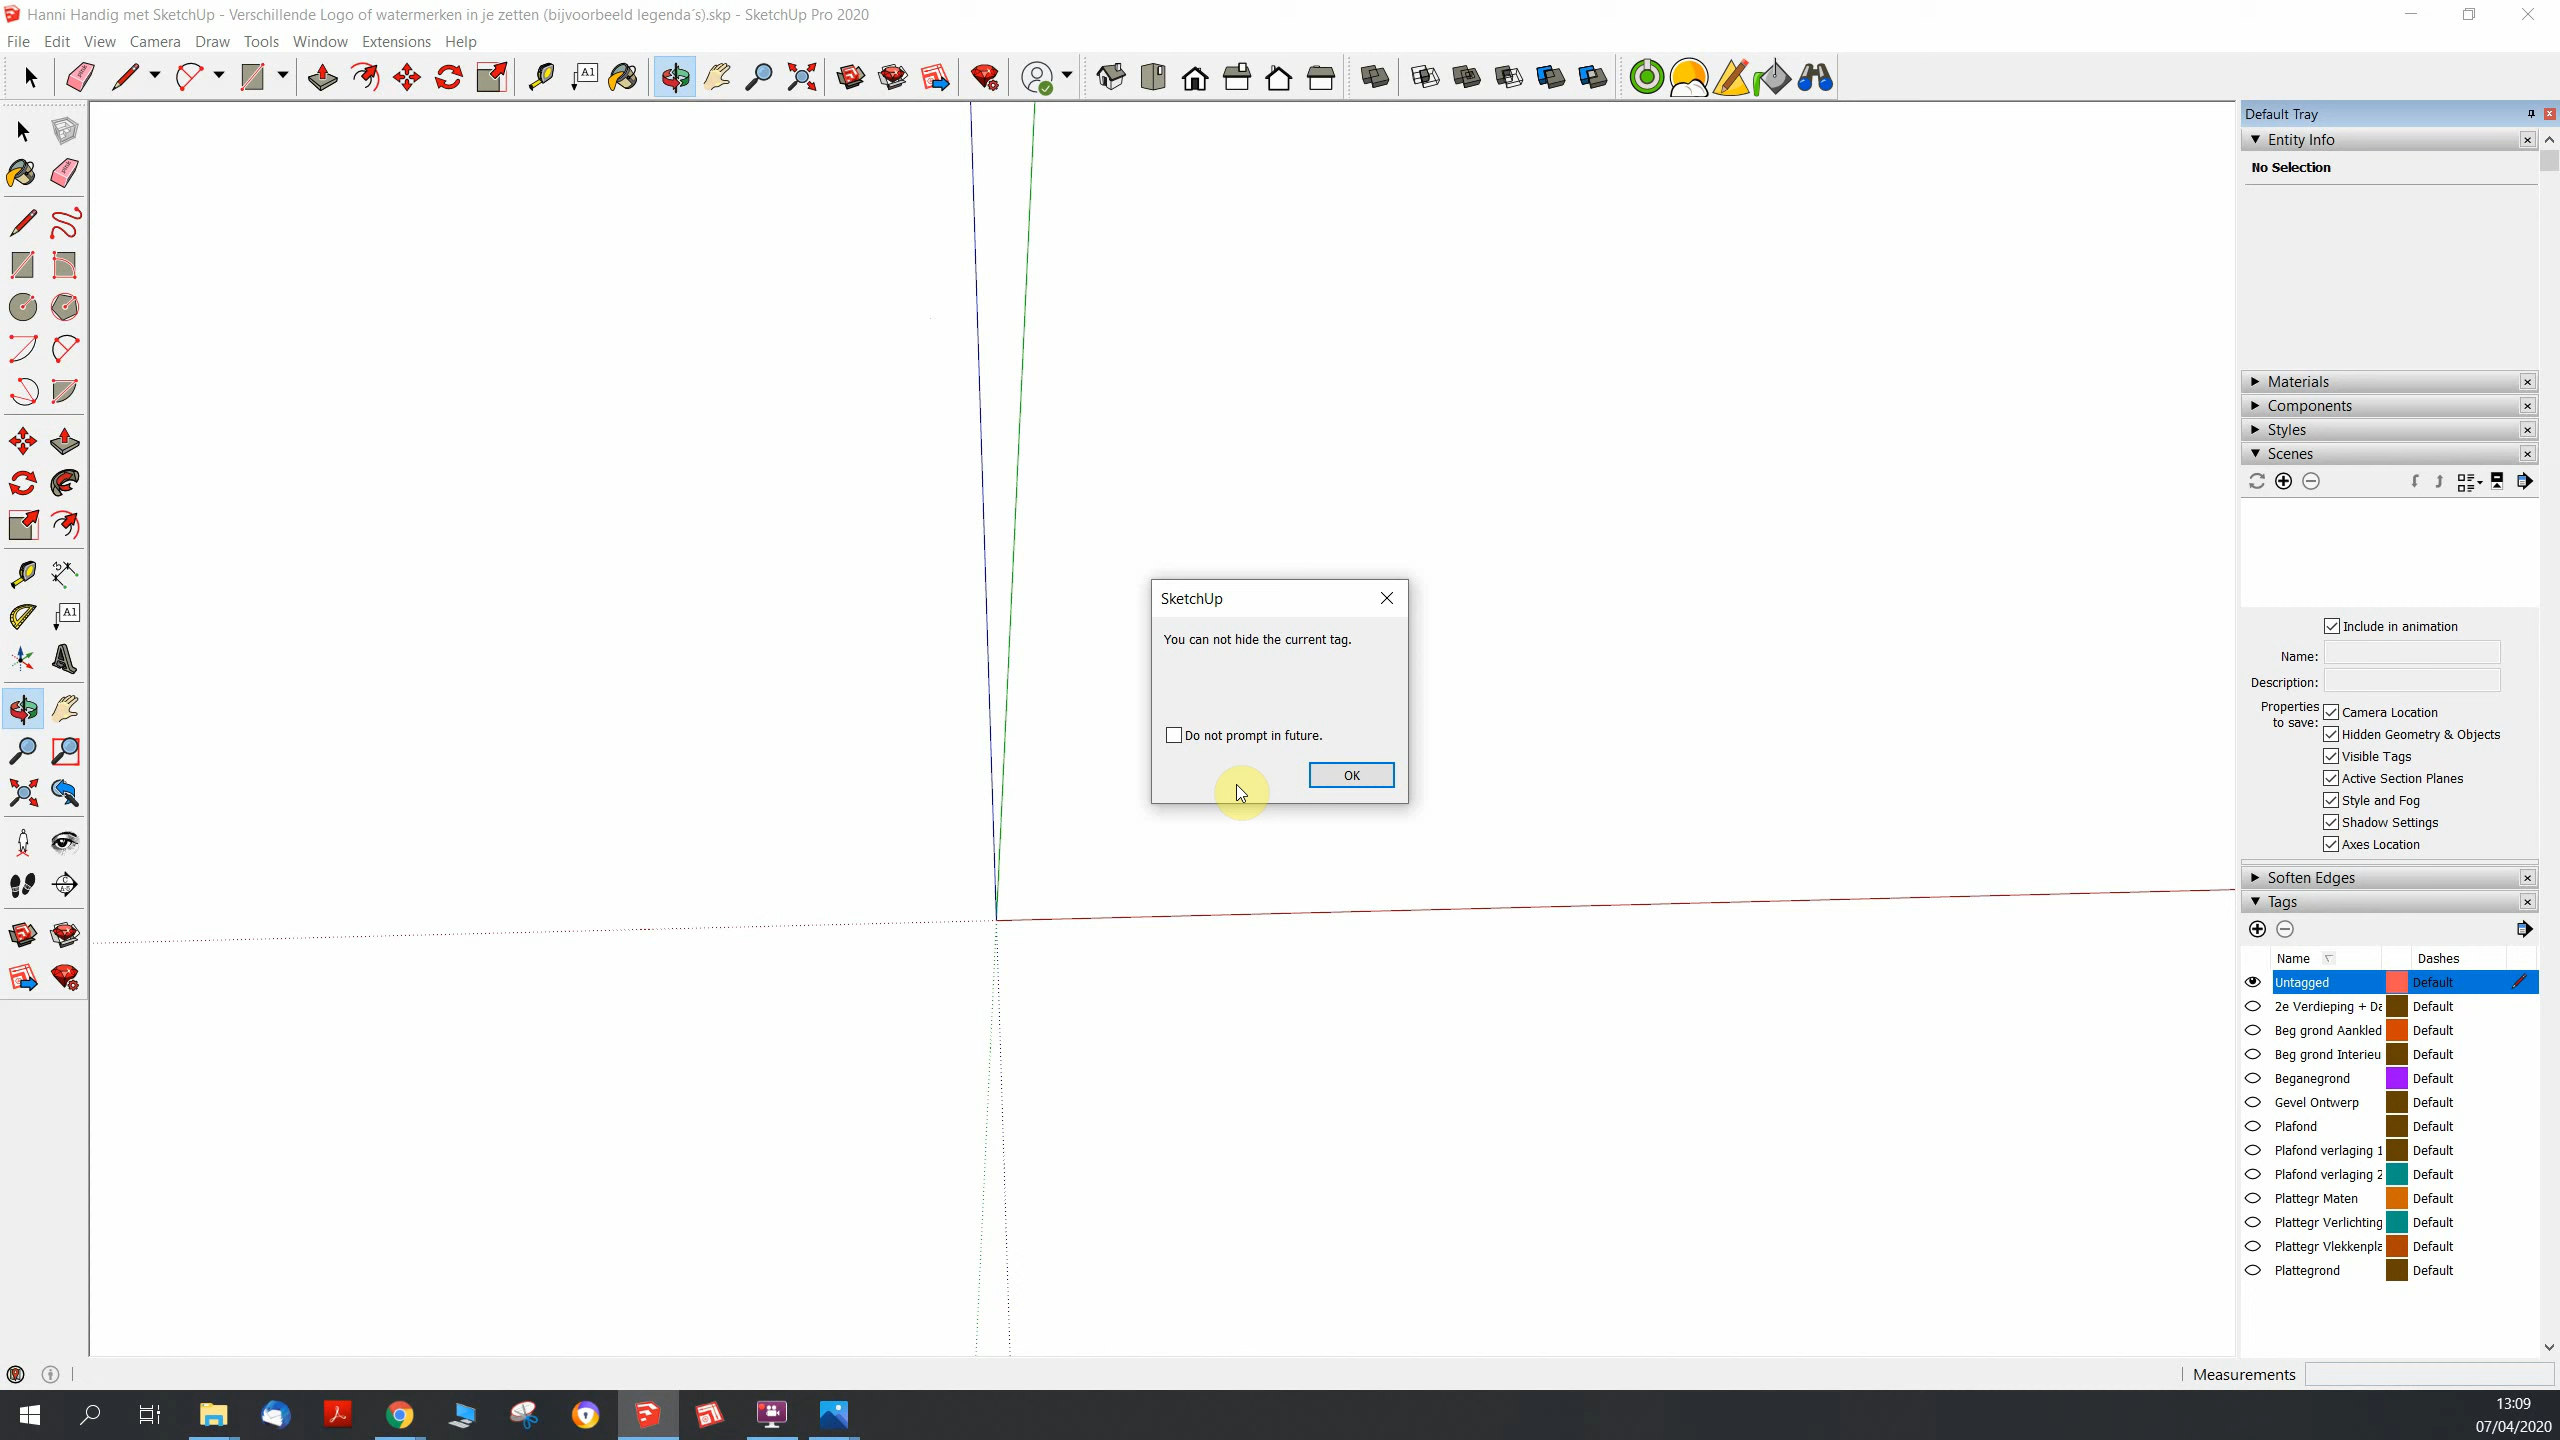 Hanni Handig met SketchUp - Verschillende Logo of watermerken in je zetten (bijvoorbeeld legenda´s).skp - SketchUp Pro 2020
File Edit View Camera Draw Tools Window Extensions Help
Default Tray
Entity Info
No Selection
Materials
Components
Styles
Scenes
SketchUp
You can not hide the current tag.
Do not prompt in future.
OK
Include in animation
Name:
Description:
Properties to save:
Camera Location
Hidden Geometry & Objects
Visible Tags
Active Section Planes
Style and Fog
Shadow Settings
Axes Location
Soften Edges
Tags
Name Dashes
Untagged Default
2e Verdieping + Da Default
Beg grond Aankled Default
Beg grond Interieu Default
Beganegrond Default
Gevel Ontwerp Default
Plafond Default
Plafond verlaging 1 Default
Plafond verlaging 2 Default
Plattegr Maten Default
Plattegr Verlichting Default
Plattegr Vlekkenpla Default
Plattegrond Default
Measurements
13:09
07/04/2020